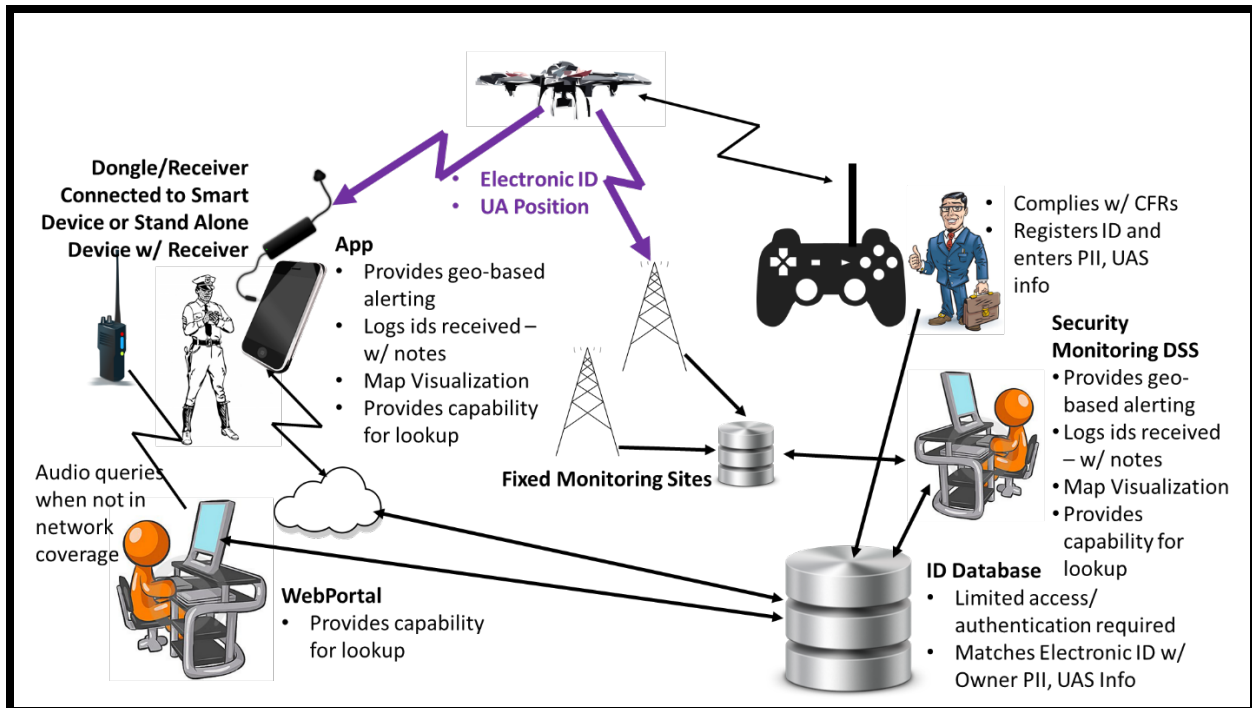 Dongle/Receiver
Connected to Smart
Device or Stand Alone
Device w/ Receiver
• Electronic ID
• UA Position
App
• Provides geo-based
alerting
• Logs ids received –
w/ notes
• Map Visualization
• Provides capability
for lookup
• Complies w/ CFRs
• Registers ID and
enters PII, UAS
info
Security
Monitoring DSS
• Provides geo-
based alerting
• Logs ids received
– w/ notes
• Map Visualization
• Provides
capability for
lookup
Fixed Monitoring Sites
Audio queries
when not in
network
coverage
WebPortal
• Provides capability
for lookup
ID Database
• Limited access/
authentication required
• Matches Electronic ID w/
Owner PII, UAS Info